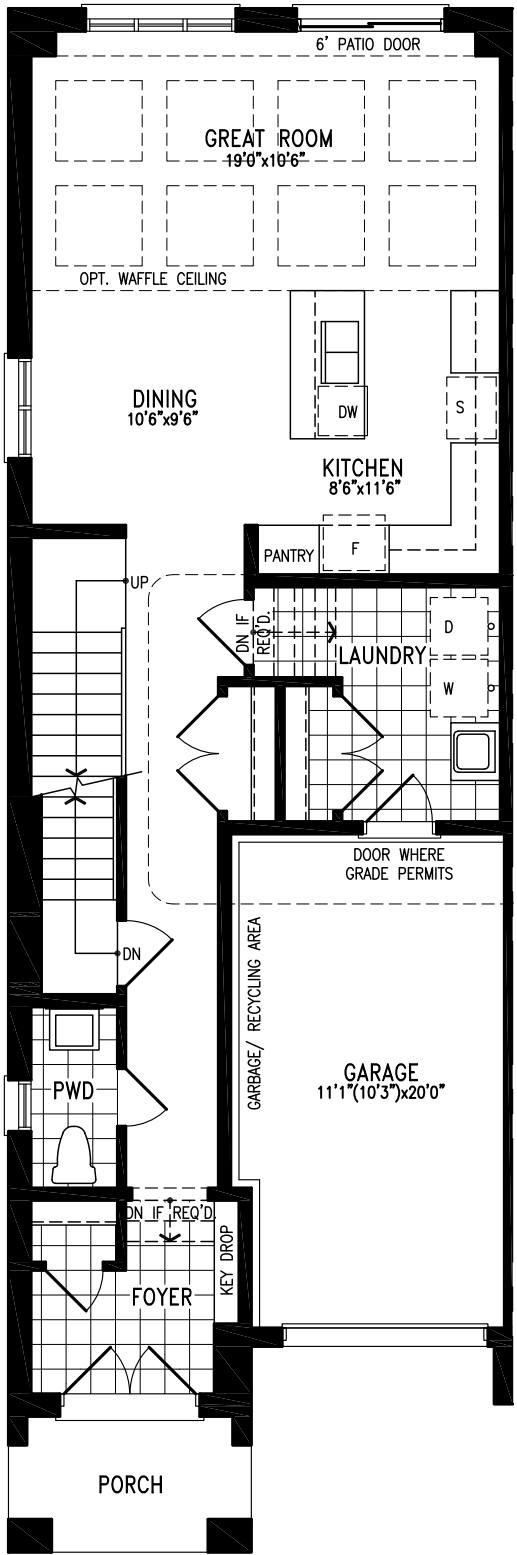 6' PATIO DOOR
GREAT ROOM
19'0"x10'6"
OPT. WAFFLE CEILING
DINING
10'6"x9'6"
DW
S
KITCHEN
8'6"x11'6"
PANTRY
F
UP
DN IF
REQ'D.
LAUNDRY
D
W
DOOR WHERE
GRADE PERMITS
GARBAGE/ RECYCLING AREA
DN
PWD
GARAGE
11'1"(10'3")x20'0"
DN IF REQ'D.
KEY DROP
FOYER
PORCH